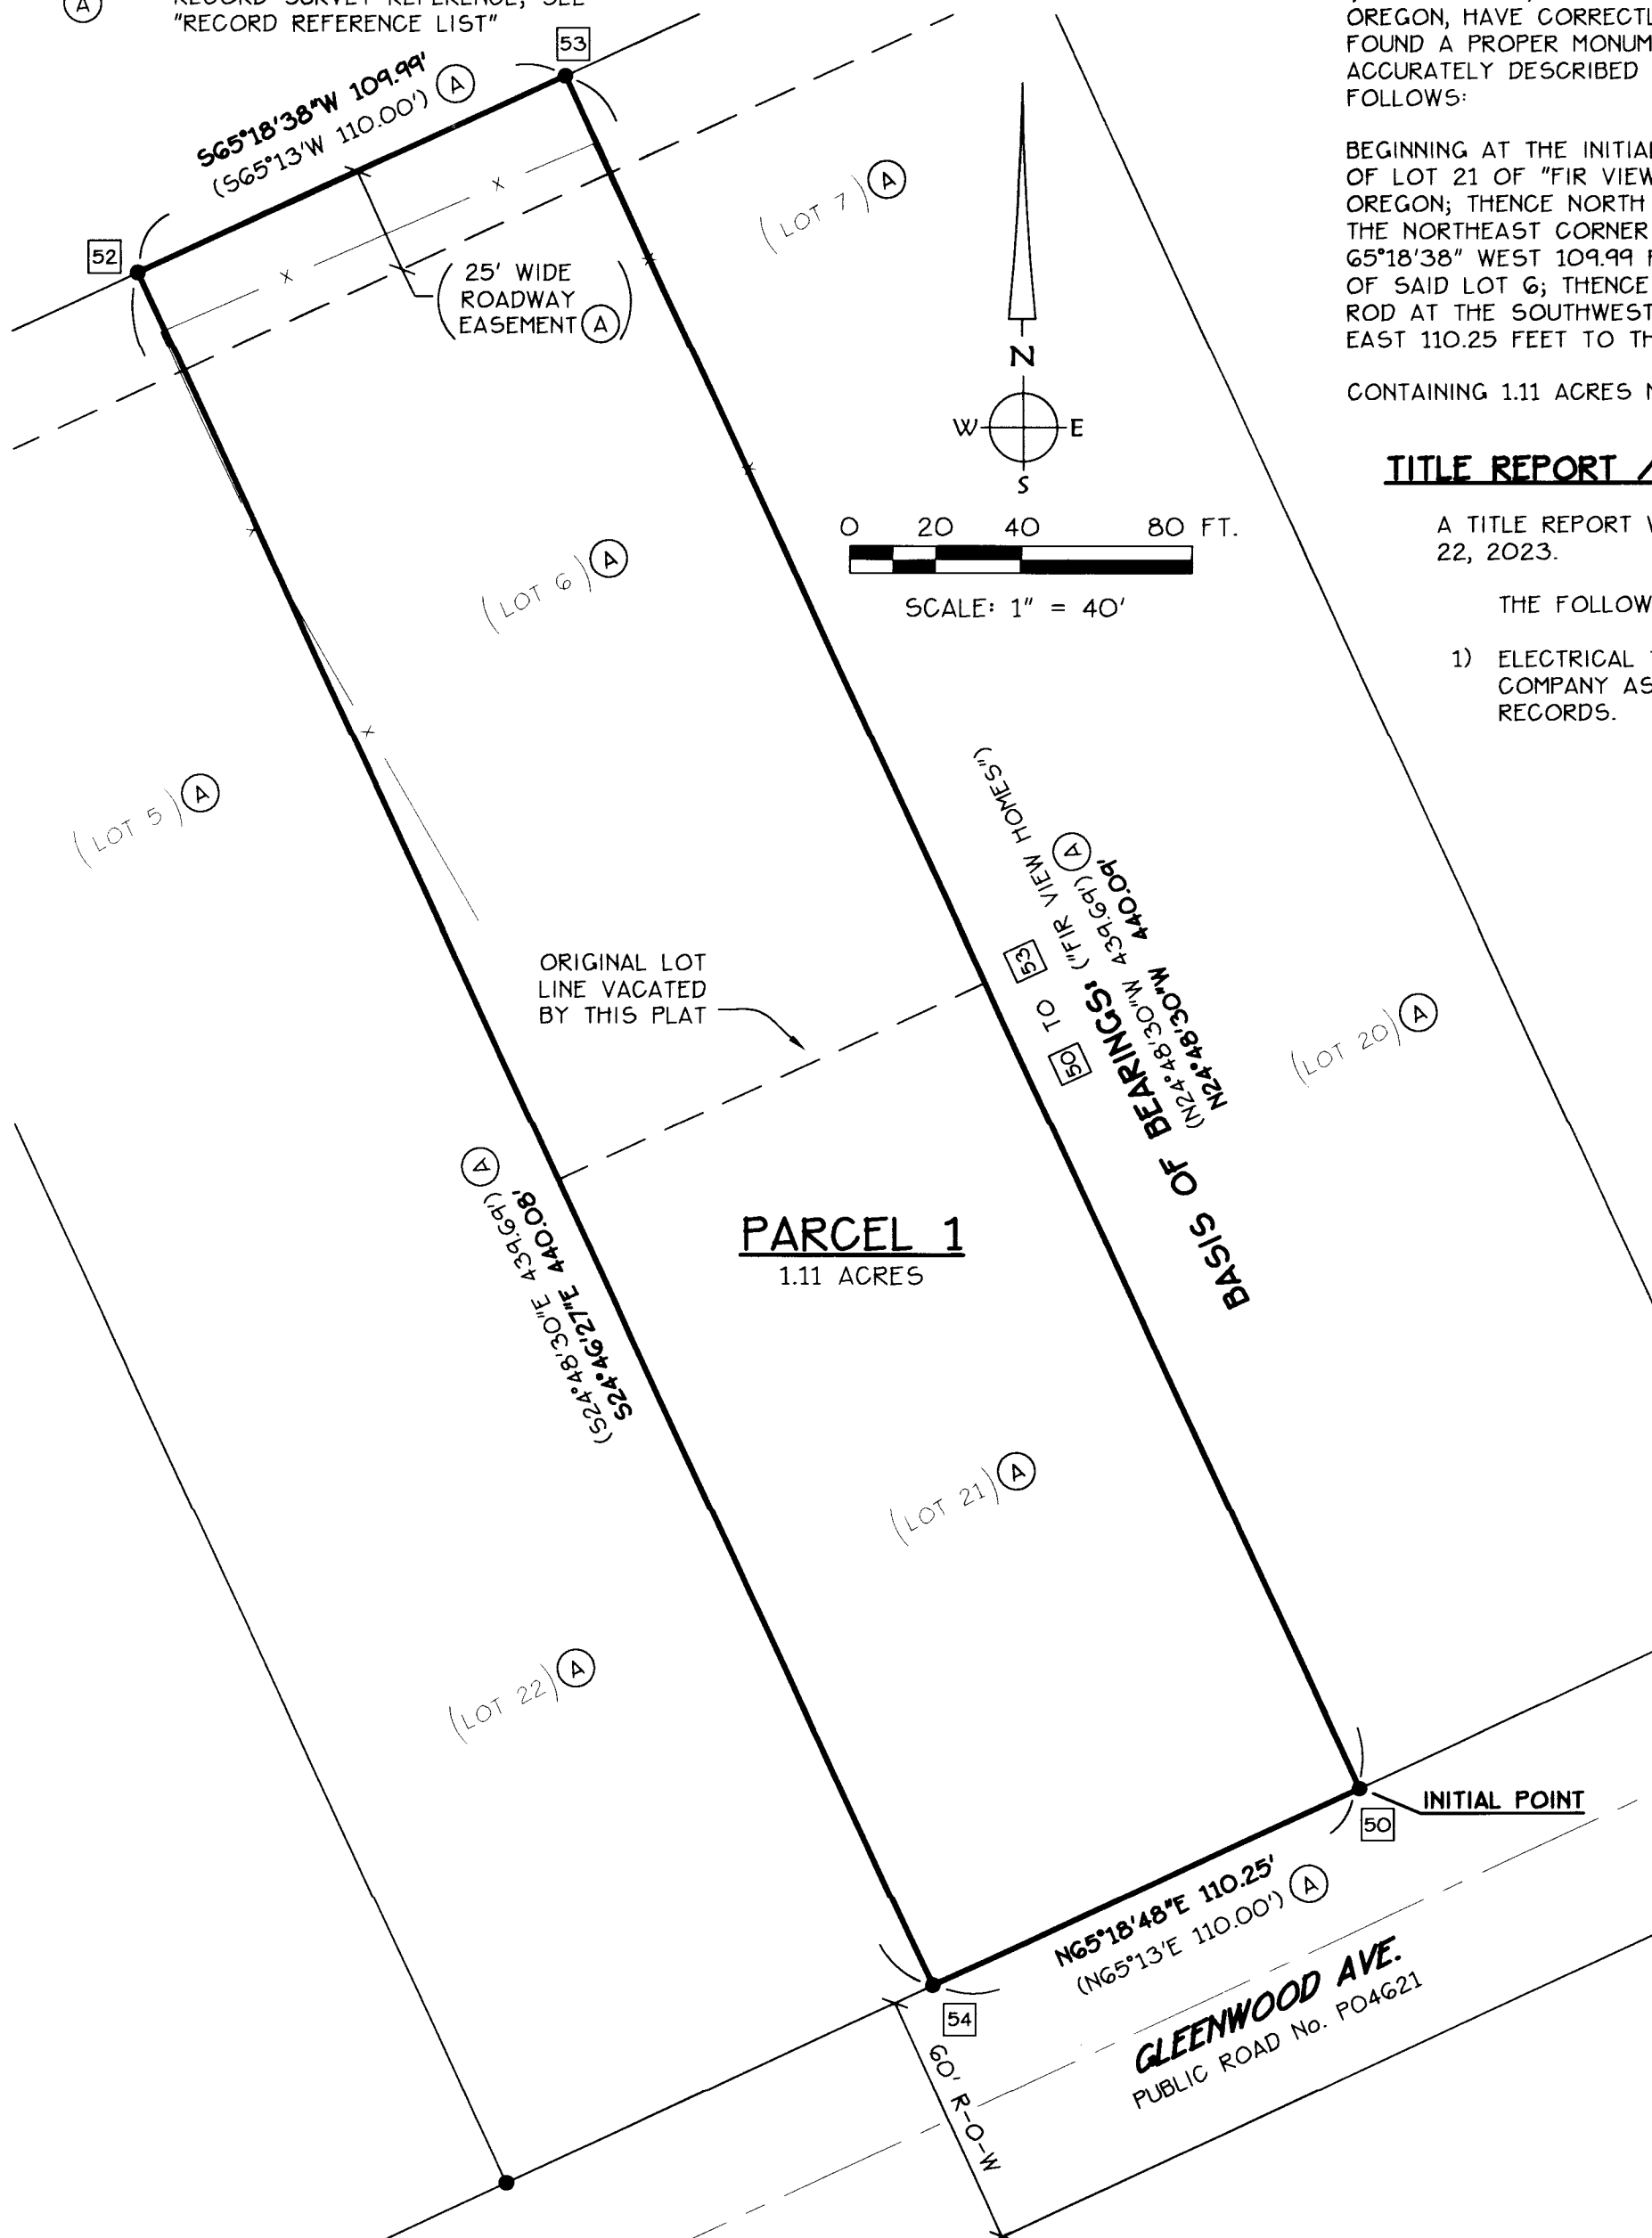 A
RECORD SURVEY REFERENCE, SEE
"RECORD REFERENCE LIST"
53
S65°18'38"W 109.99'
(S65°13'W 110.00') A
52
25' WIDE
ROADWAY
EASEMENT A
(LOT 7) A
N
W E
S
0 20 40 80 FT.
SCALE: 1" = 40'
(LOT 6) A
(LOT 5) A
OREGON, HAVE
FOUND A PROPER
ACCURATELY DESCRIBED
FOLLOWS:
BEGINNING AT THE
OF LOT 21 OF "FIR VIEW
OREGON; THENCE NORTH
THE NORTHEAST CORNER
65°18'38" WEST 109.99
OF SAID LOT 6; THENCE
ROD AT THE SOUTHWEST
EAST 110.25 FEET TO
CONTAINING 1.11 ACRES
TITLE REPORT
A TITLE REPORT
22, 2023.
THE
1) ELECTRICAL
COMPANY
RECORDS.
ORIGINAL LOT
LINE VACATED
BY THIS PLAT
50 TO 53 ("FIR VIEW HOMES")
BASIS OF BEARINGS:
(N24°48'30"W 439.69') A
N24°48'30"W 440.09'
(LOT 20) A
(S24°48'30"E 439.69') A
S24°46'27"E 440.08'
PARCEL 1
1.11 ACRES
(LOT 21) A
(LOT 22) A
INITIAL POINT
50
N65°18'48"E 110.25'
(N65°13'E 110.00') A
54
60' R-O-W
GLEENWOOD AVE.
PUBLIC ROAD No. PO4621